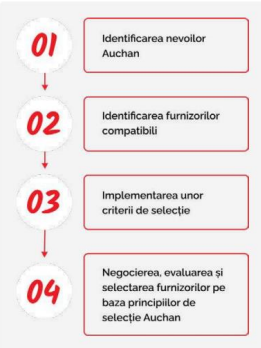 01
Identificarea nevoilor
Auchan
02
Identificarea furnizorilor
compatibili
03
Implementarea unor
criterii de selecție
04
Negocierea, evaluarea și
selectarea furnizorilor pe
baza principiilor de
selecție Auchan